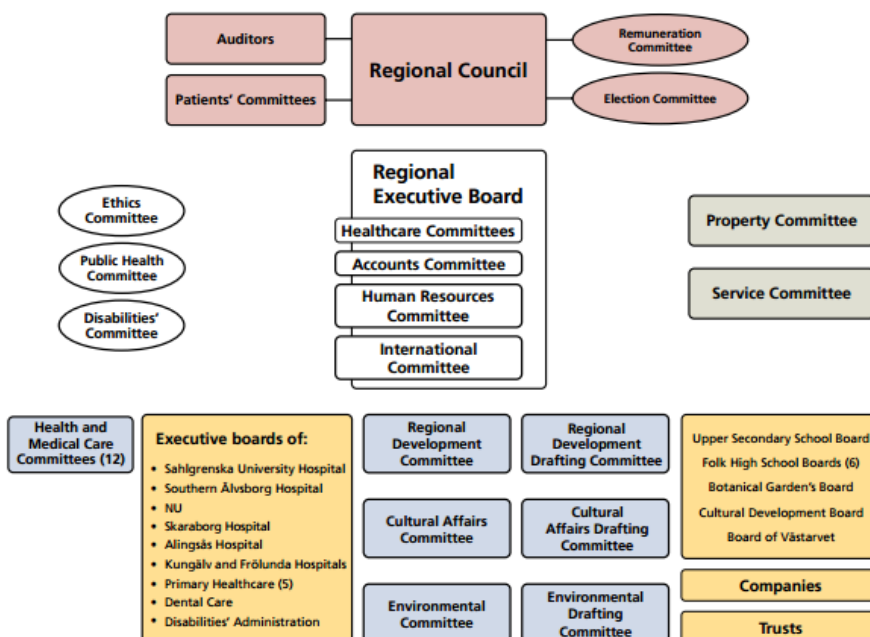 Auditors
Patients' Committees
Regional Council
Remuneration
Committee
Election Committee
Ethics
Committee
Public Health
Committee
Disabilities'
Committee
Regional
Executive Board
Healthcare Committees
Accounts Committee
Human Resources
Committee
International
Committee
Property Committee
Service Committee
Health and
Medical Care
Committees (12)
Executive boards of:
• Sahlgrenska University Hospital
• Southern Älvsborg Hospital
• NU
• Skaraborg Hospital
• Alingsås Hospital
• Kungälv and Frölunda Hospitals
• Primary Healthcare (5)
• Dental Care
• Disabilities' Administration
Regional
Development
Committee
Regional
Development
Drafting Committee
Cultural Affairs
Committee
Cultural
Affairs Drafting
Committee
Environmental
Committee
Environmental
Drafting
Committee
Upper Secondary School Board
Folk High School Boards (6)
Botanical Garden's Board
Cultural Development Board
Board of Västarvet
Companies
Trusts